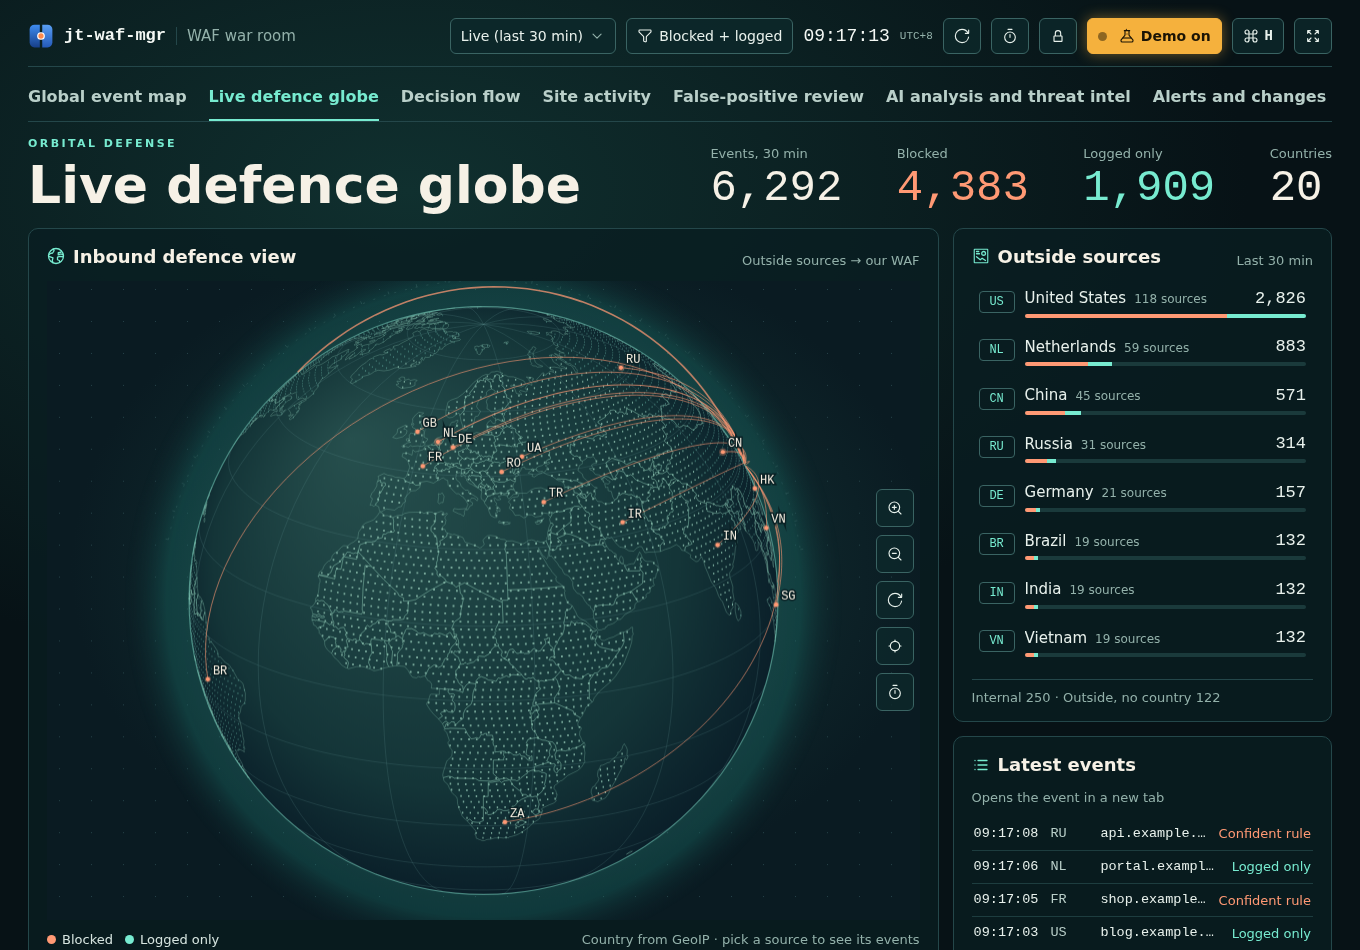 jt-waf-mgr WAF war room Live (last 30 min) Blocked + logged 09:17:13 UTC+8 Demo on ⌘ H
Global event map Live defence globe Decision flow Site activity False-positive review AI analysis and threat intel Alerts and changes
ORBITAL DEFENSE
Live defence globe
Events, 30 min Blocked Logged only Countries
6,292 4,383 1,909 20
Inbound defence view Outside sources → our WAF
RU
GB
NL
DE
FR
UA
RO
CN
TR
HK
IR
VN
IN
SG
BR
ZA
Blocked Logged only Country from GeoIP · pick a source to see its events
Outside sources Last 30 min
US United States 118 sources 2,826
NL Netherlands 59 sources 883
CN China 45 sources 571
RU Russia 31 sources 314
DE Germany 21 sources 157
BR Brazil 19 sources 132
IN India 19 sources 132
VN Vietnam 19 sources 132
Internal 250 · Outside, no country 122
Latest events
Opens the event in a new tab
09:17:08 RU api.example.… Confident rule
09:17:06 NL portal.exampl… Logged only
09:17:05 FR shop.example… Confident rule
09:17:03 US blog.example.… Logged only